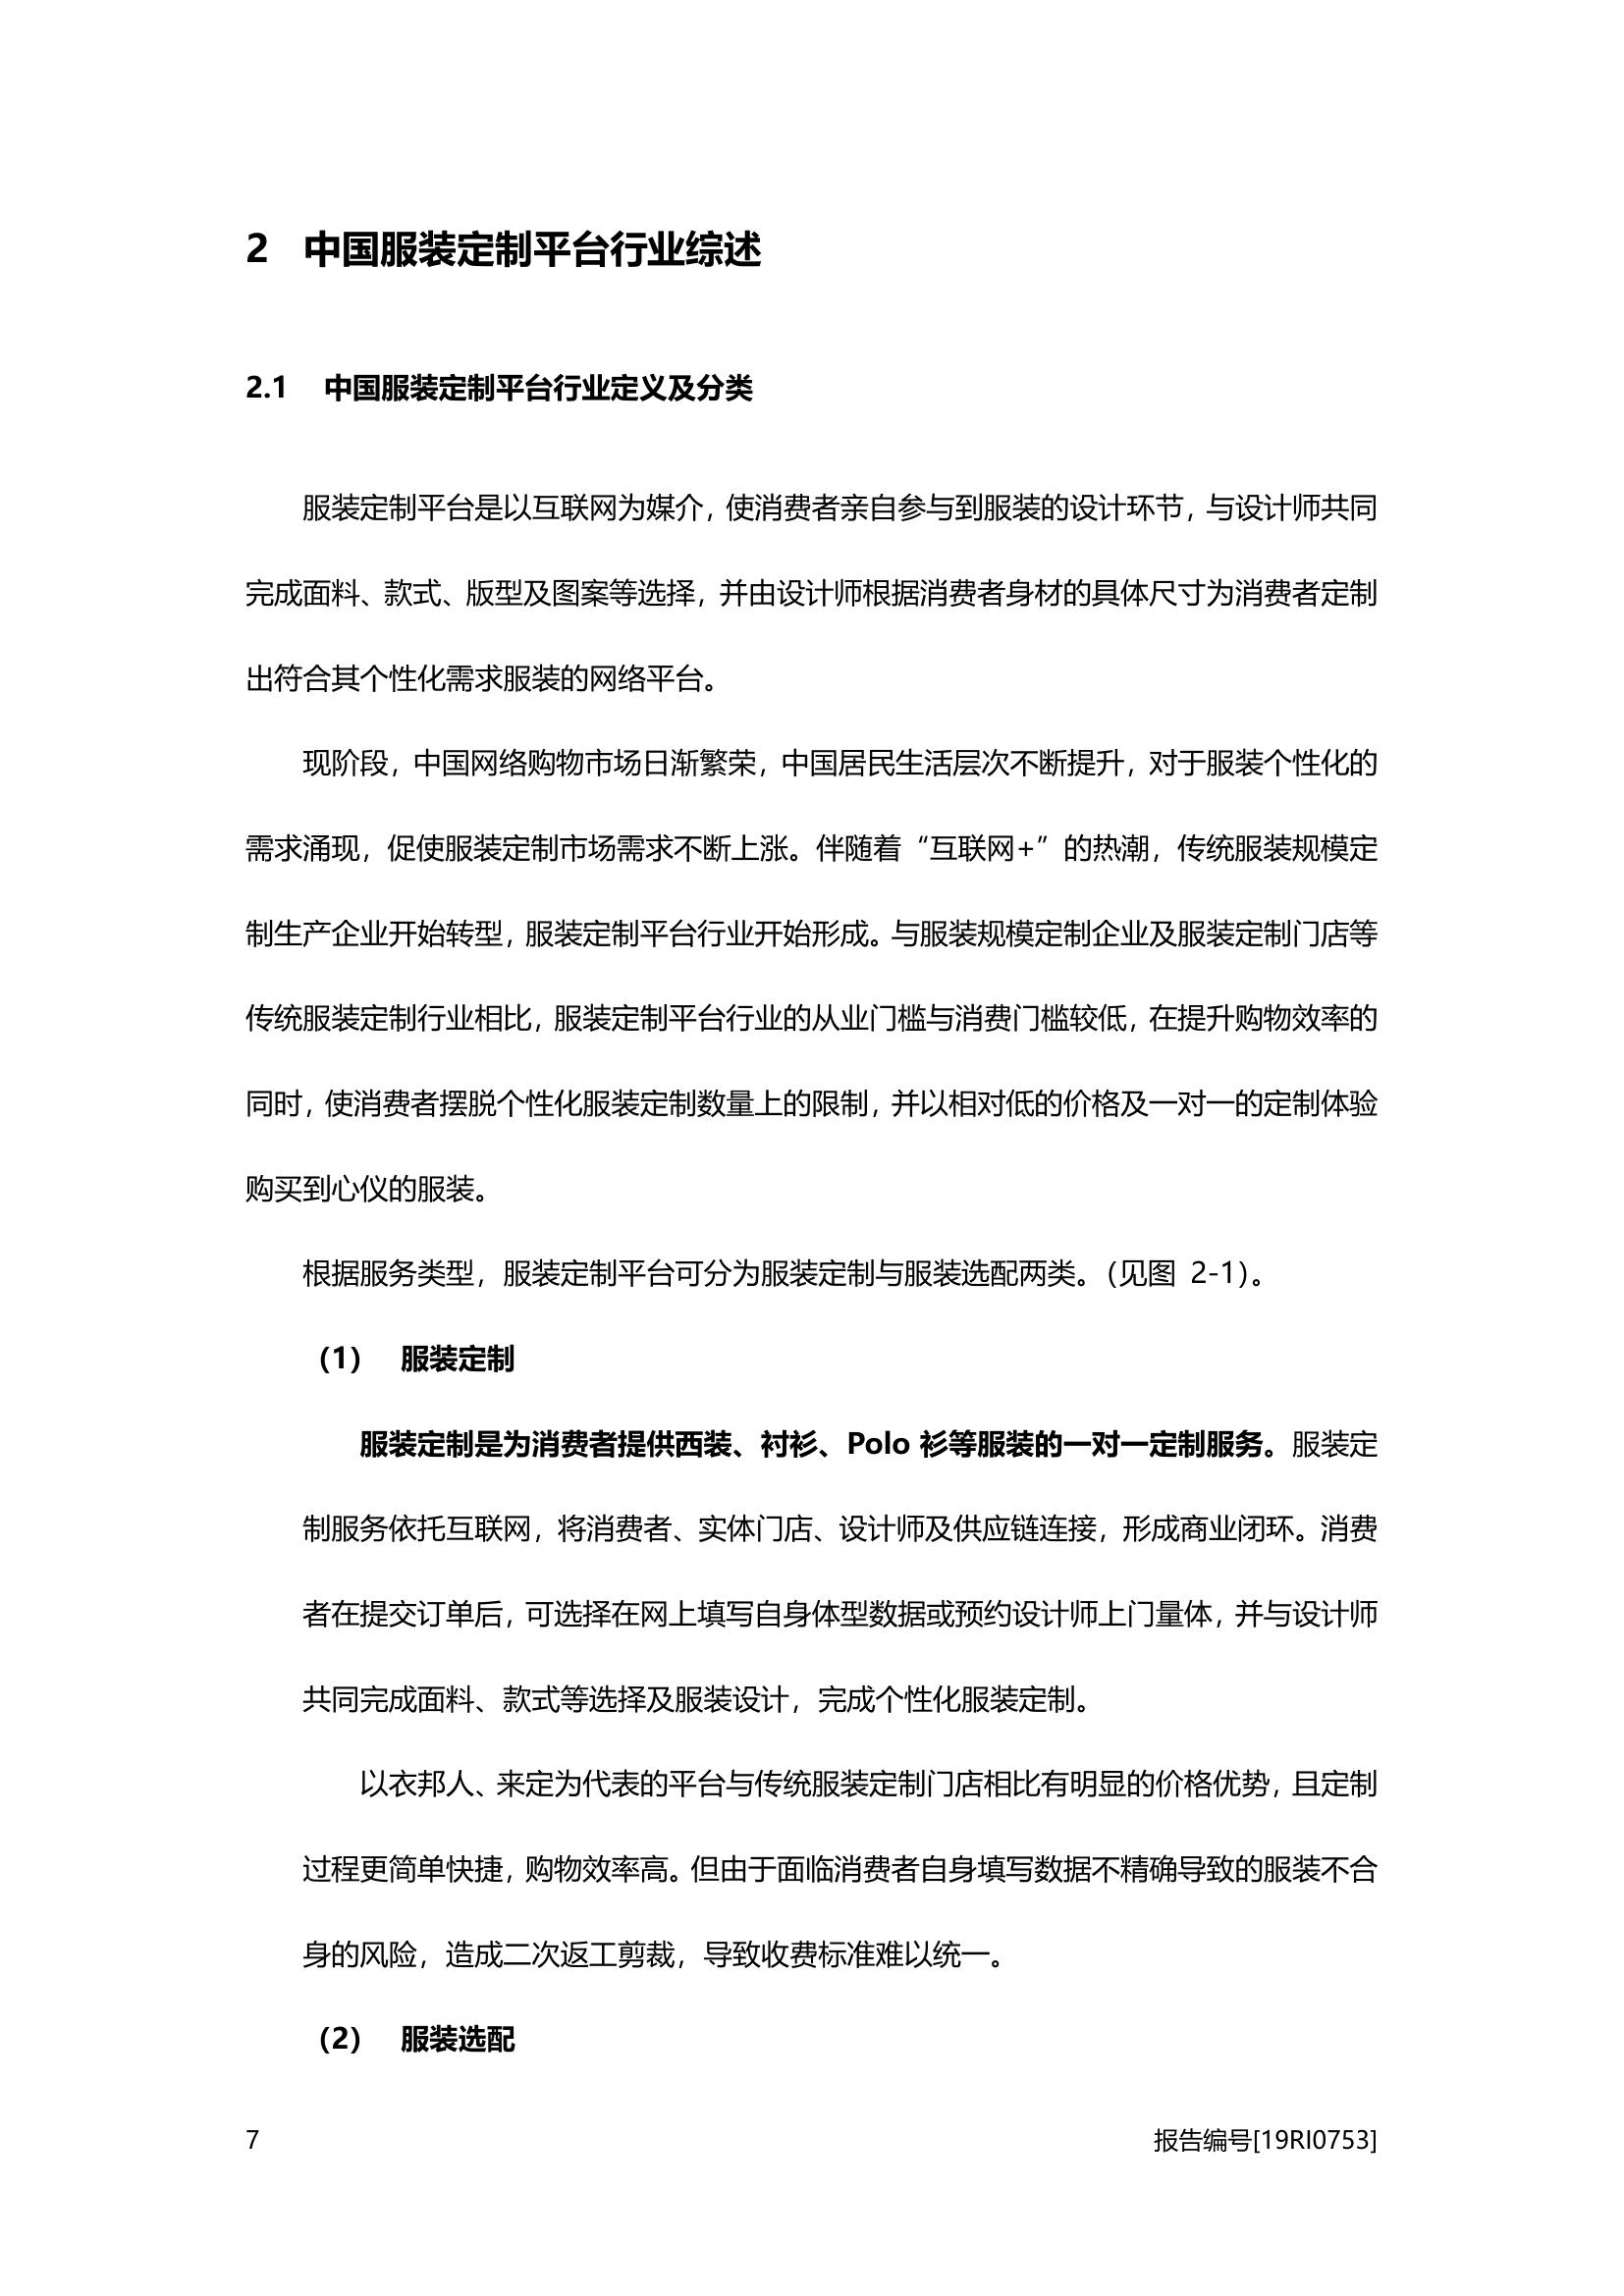 2 中国服装定制平台行业综述
2.1 中国服装定制平台行业定义及分类
服装定制平台是以互联网为媒介，使消费者亲自参与到服装的设计环节，与设计师共同
完成面料、款式、版型及图案等选择，并由设计师根据消费者身材的具体尺寸为消费者定制
出符合其个性化需求服装的网络平台。
现阶段，中国网络购物市场日渐繁荣，中国居民生活层次不断提升，对于服装个性化的
需求涌现，促使服装定制市场需求不断上涨。伴随着“互联网+”的热潮，传统服装规模定
制生产企业开始转型，服装定制平台行业开始形成。与服装规模定制企业及服装定制门店等
传统服装定制行业相比，服装定制平台行业的从业门槛与消费门槛较低，在提升购物效率的
同时，使消费者摆脱个性化服装定制数量上的限制，并以相对低的价格及一对一的定制体验
购买到心仪的服装。
根据服务类型，服装定制平台可分为服装定制与服装选配两类。（见图 2-1）。
（1） 服装定制
服装定制是为消费者提供西装、衬衫、Polo 衫等服装的一对一定制服务。服装定
制服务依托互联网，将消费者、实体门店、设计师及供应链连接，形成商业闭环。消费
者在提交订单后，可选择在网上填写自身体型数据或预约设计师上门量体，并与设计师
共同完成面料、款式等选择及服装设计，完成个性化服装定制。
以衣邦人、来定为代表的平台与传统服装定制门店相比有明显的价格优势，且定制
过程更简单快捷，购物效率高。但由于面临消费者自身填写数据不精确导致的服装不合
身的风险，造成二次返工剪裁，导致收费标准难以统一。
（2） 服装选配
7 报告编号[19RI0753]